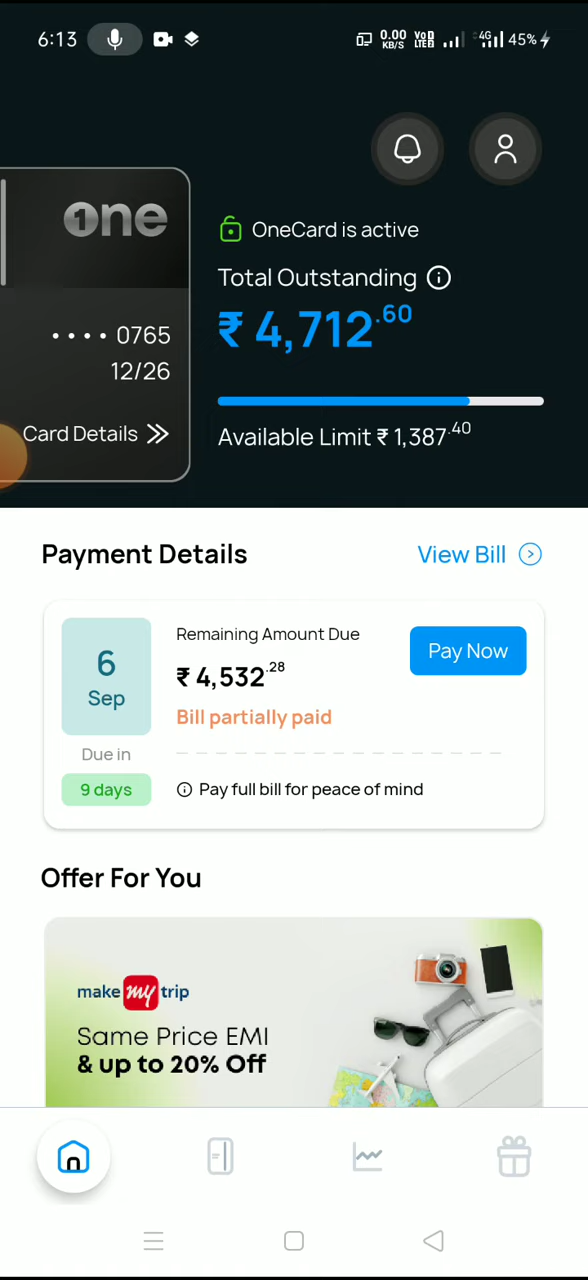 6:13
0.00 KB/S
VoD LTE2
4G
45%
One
OneCard is active
Total Outstanding
₹ 4,712.60
•••• 0765
12/26
Card Details
Available Limit ₹ 1,387.40
Payment Details
View Bill
6
Sep
Due in
9 days
Remaining Amount Due
₹ 4,532.28
Bill partially paid
Pay Now
Pay full bill for peace of mind
Offer For You
make my trip
Same Price EMI
& up to 20% Off